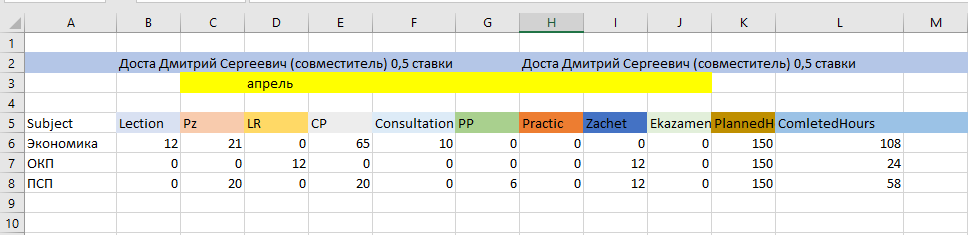 A B C D E F G H I J K L M
1
2 Доста Дмитрий Сергеевич (совместитель) 0,5 ставки Доста Дмитрий Сергеевич (совместитель) 0,5 ставки
3 апрель
4
5 Subject Lection Pz LR CP Consultation PP Practic Zachet Ekazamen PlannedH ComletedHours
6 Экономика 12 21 0 65 10 0 0 0 0 150 108
7 ОКП 0 0 12 0 0 0 0 12 0 150 24
8 ПСП 0 20 0 20 0 6 0 12 0 150 58
9
10